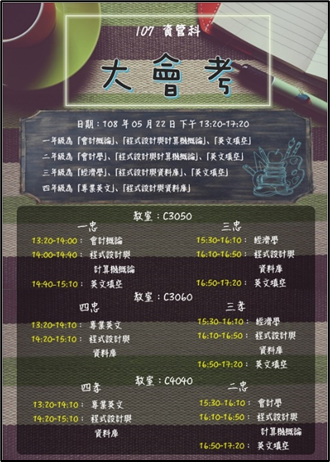 107 資管科
大會考
日期：108 年 05 月 22 日下午 13:20-17:20
一年級為「會計概論」、「程式設計與計算機概論」、「英文填空」
二年級為「會計學」、「程式設計與計算機概論」、「英文填空」
三年級為「經濟學」、「程式設計與資料庫」、「英文填空」
四年級為「專業英文」、「程式設計與資料庫」
教室：C3050
一忠
13:20-14:00： 會計概論
14:00-14:40： 程式設計與
計算機概論
14:40-15:10： 英文填空
三忠
15:30-16:10： 經濟學
16:10-16:50： 程式設計與
資料庫
16:50-17:20： 英文填空
教室：C3060
四忠
13:20-14:10： 專業英文
14:20-15:10： 程式設計與
資料庫
三孝
15:30-16:10： 經濟學
16:10-16:50： 程式設計與
資料庫
16:50-17:20： 英文填空
教室：C4040
四孝
13:20-14:10： 專業英文
14:20-15:10： 程式設計與
資料庫
二忠
15:30-16:10： 會計學
16:10-16:50： 程式設計與
計算機概論
16:50-17:20： 英文填空